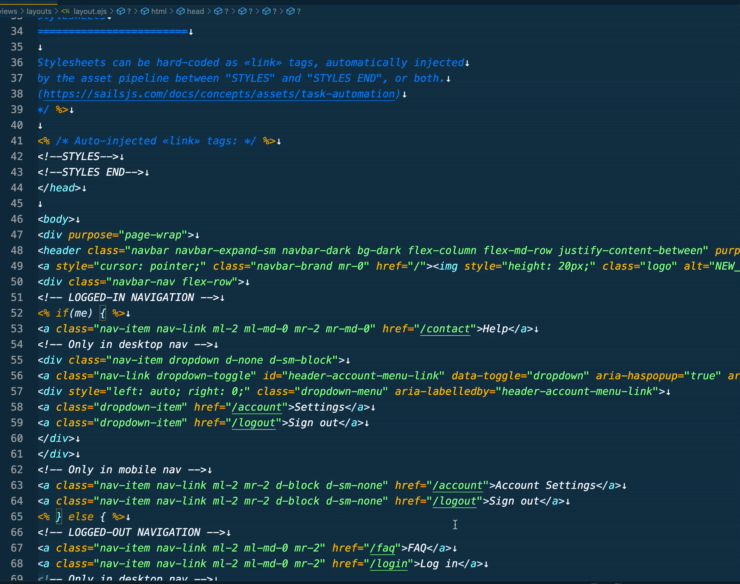 views > layouts > <% layout.ejs > ? > html > head > ? > ? > ? > ?
33 Stylesheets↓
34 ========================↓
35 ↓
36 Stylesheets can be hard-coded as «link» tags, automatically injected↓
37 by the asset pipeline between "STYLES" and "STYLES END", or both.↓
38 (https://sailsjs.com/docs/concepts/assets/task-automation)↓
39 */ %>↓
40 ↓
41 <% /* Auto-injected «link» tags: */ %>↓
42 <!--STYLES-->↓
43 <!--STYLES END-->↓
44 </head>↓
45 ↓
46 <body>↓
47 <div purpose="page-wrap">↓
48 <header class="navbar navbar-expand-sm navbar-dark bg-dark flex-column flex-md-row justify-content-between" purp
49 <a style="cursor: pointer;" class="navbar-brand mr-0" href="/"><img style="height: 20px;" class="logo" alt="NEW_
50 <div class="navbar-nav flex-row">↓
51 <!-- LOGGED-IN NAVIGATION -->↓
52 <% if(me) { %>↓
53 <a class="nav-item nav-link ml-2 ml-md-0 mr-2 mr-md-0" href="/contact">Help</a>↓
54 <!-- Only in desktop nav -->↓
55 <div class="nav-item dropdown d-none d-sm-block">↓
56 <a class="nav-link dropdown-toggle" id="header-account-menu-link" data-toggle="dropdown" aria-haspopup="true" ar
57 <div style="left: auto; right: 0;" class="dropdown-menu" aria-labelledby="header-account-menu-link">↓
58 <a class="dropdown-item" href="/account">Settings</a>↓
59 <a class="dropdown-item" href="/logout">Sign out</a>↓
60 </div>↓
61 </div>↓
62 <!-- Only in mobile nav -->↓
63 <a class="nav-item nav-link ml-2 mr-2 d-block d-sm-none" href="/account">Account Settings</a>↓
64 <a class="nav-item nav-link ml-2 mr-2 d-block d-sm-none" href="/logout">Sign out</a>↓
65 <% } else { %>↓
66 <!-- LOGGED-OUT NAVIGATION -->↓
67 <a class="nav-item nav-link ml-2 ml-md-0 mr-2" href="/faq">FAQ</a>↓
68 <a class="nav-item nav-link ml-2 ml-md-0 mr-2" href="/login">Log in</a>↓
69 <!-- Only in desktop nav -->↓